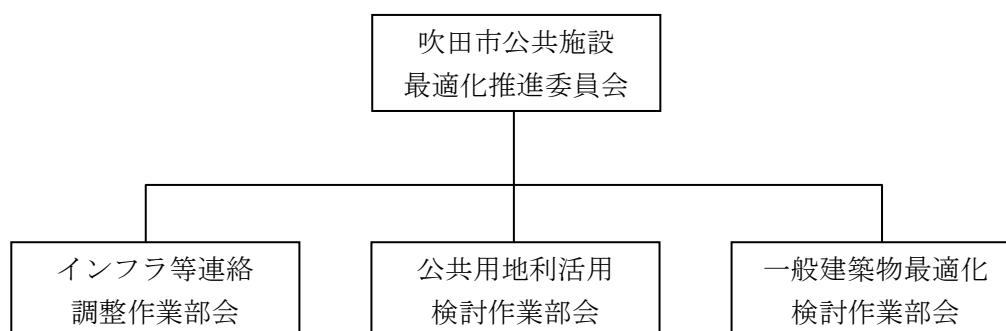 吹田市公共施設
最適化推進委員会
インフラ等連絡
調整作業部会
公共用地利活用
検討作業部会
一般建築物最適化
検討作業部会